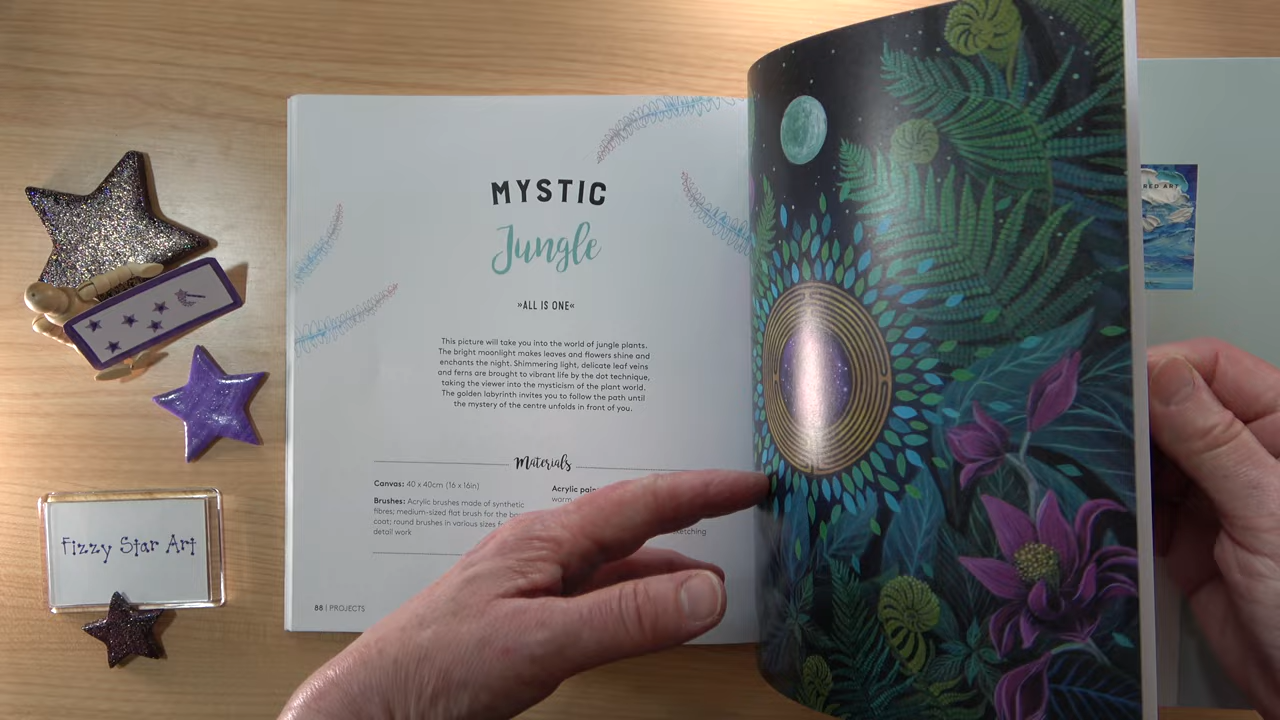 MYSTIC
Jungle
»ALL IS ONE«
This picture will take you into the world of jungle plants.
The bright moonlight makes leaves and flowers shine and
enchants the night. Shimmering light, delicate leaf veins
and ferns are brought to vibrant life by the dot technique,
taking the viewer into the mysticism of the plant world.
The golden labyrinth invites you to follow the path until
the mystery of the centre unfolds in front of you.
Materials
Canvas: 40 x 40cm (16 x 16in)
Brushes: Acrylic brushes made of synthetic
fibres; medium-sized flat brush for the
coat; round brushes in various sizes
detail work
Acrylic
warm
88 | PROJECTS
Fizzy Star Art
ART